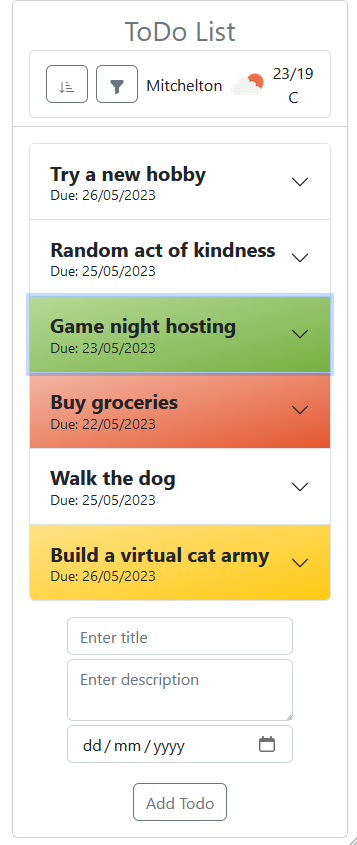 ToDo List
Mitchelton
23/19
C
Try a new hobby
Due: 26/05/2023
Random act of kindness
Due: 25/05/2023
Game night hosting
Due: 23/05/2023
Buy groceries
Due: 22/05/2023
Walk the dog
Due: 25/05/2023
Build a virtual cat army
Due: 26/05/2023
Enter title
Enter description
dd/mm/yyyy
Add Todo